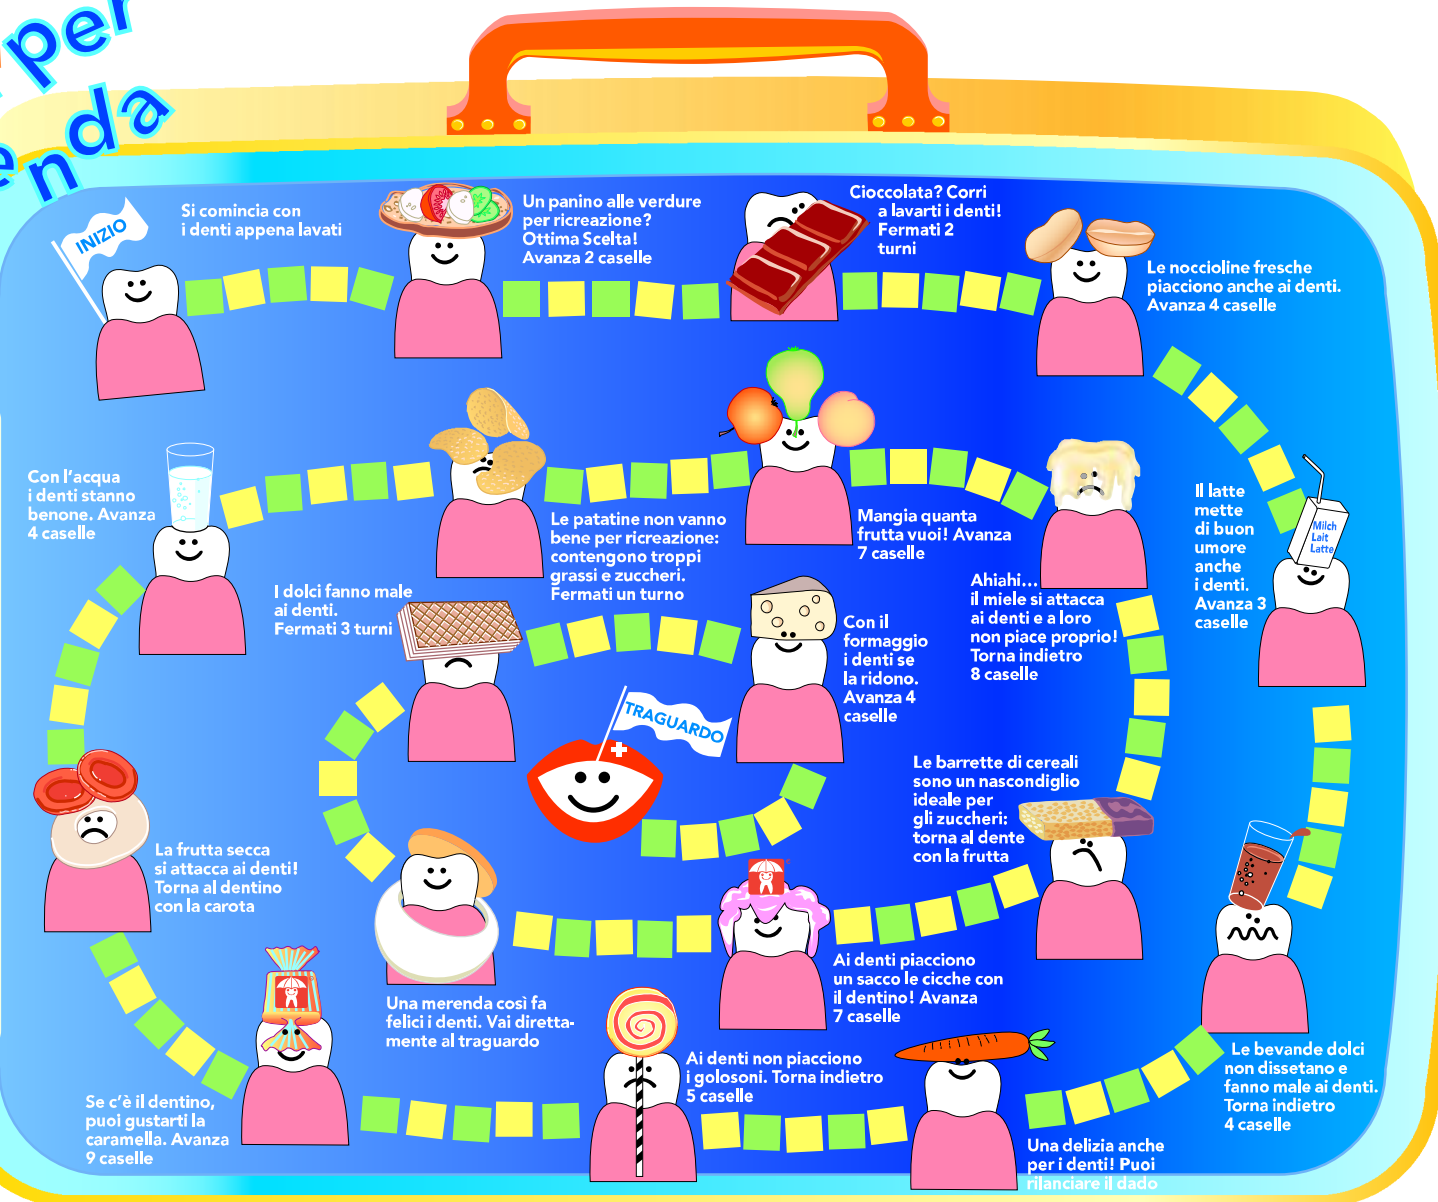 per
enda
INIZIO
Si comincia con
i denti appena lavati
Un panino alle verdure
per ricreazione?
Ottima Scelta!
Avanza 2 caselle
Cioccolata? Corri
a lavarti i denti!
Fermati 2
turni
Le noccioline fresche
piacciono anche ai denti.
Avanza 4 caselle
Il latte
mette
di buon
umore
anche
i denti.
Avanza 3
caselle
Milch
Lait
Latte
Le bevande dolci
non dissetano e
fanno male ai denti.
Torna indietro
4 caselle
Una delizia anche
per i denti! Puoi
rilanciare il dado
Ai denti non piacciono
i golosoni. Torna indietro
5 caselle
Se c'è il dentino,
puoi gustarti la
caramella. Avanza
9 caselle
La frutta secca
si attacca ai denti!
Torna al dentino
con la carota
Con l'acqua
i denti stanno
benone. Avanza
4 caselle
Le patatine non vanno
bene per ricreazione:
contengono troppi
grassi e zuccheri.
Fermati un turno
Mangia quanta
frutta vuoi! Avanza
7 caselle
Ahiahi...
il miele si attacca
ai denti e a loro
non piace proprio!
Torna indietro
8 caselle
Le barrette di cereali
sono un nascondiglio
ideale per
gli zuccheri:
torna al dente
con la frutta
Ai denti piacciono
un sacco le cicche con
il dentino! Avanza
7 caselle
Una merenda così fa
felici i denti. Vai diretta-
mente al traguardo
I dolci fanno male
ai denti.
Fermati 3 turni
Con il
formaggio
i denti se
la ridono.
Avanza 4
caselle
TRAGUARDO